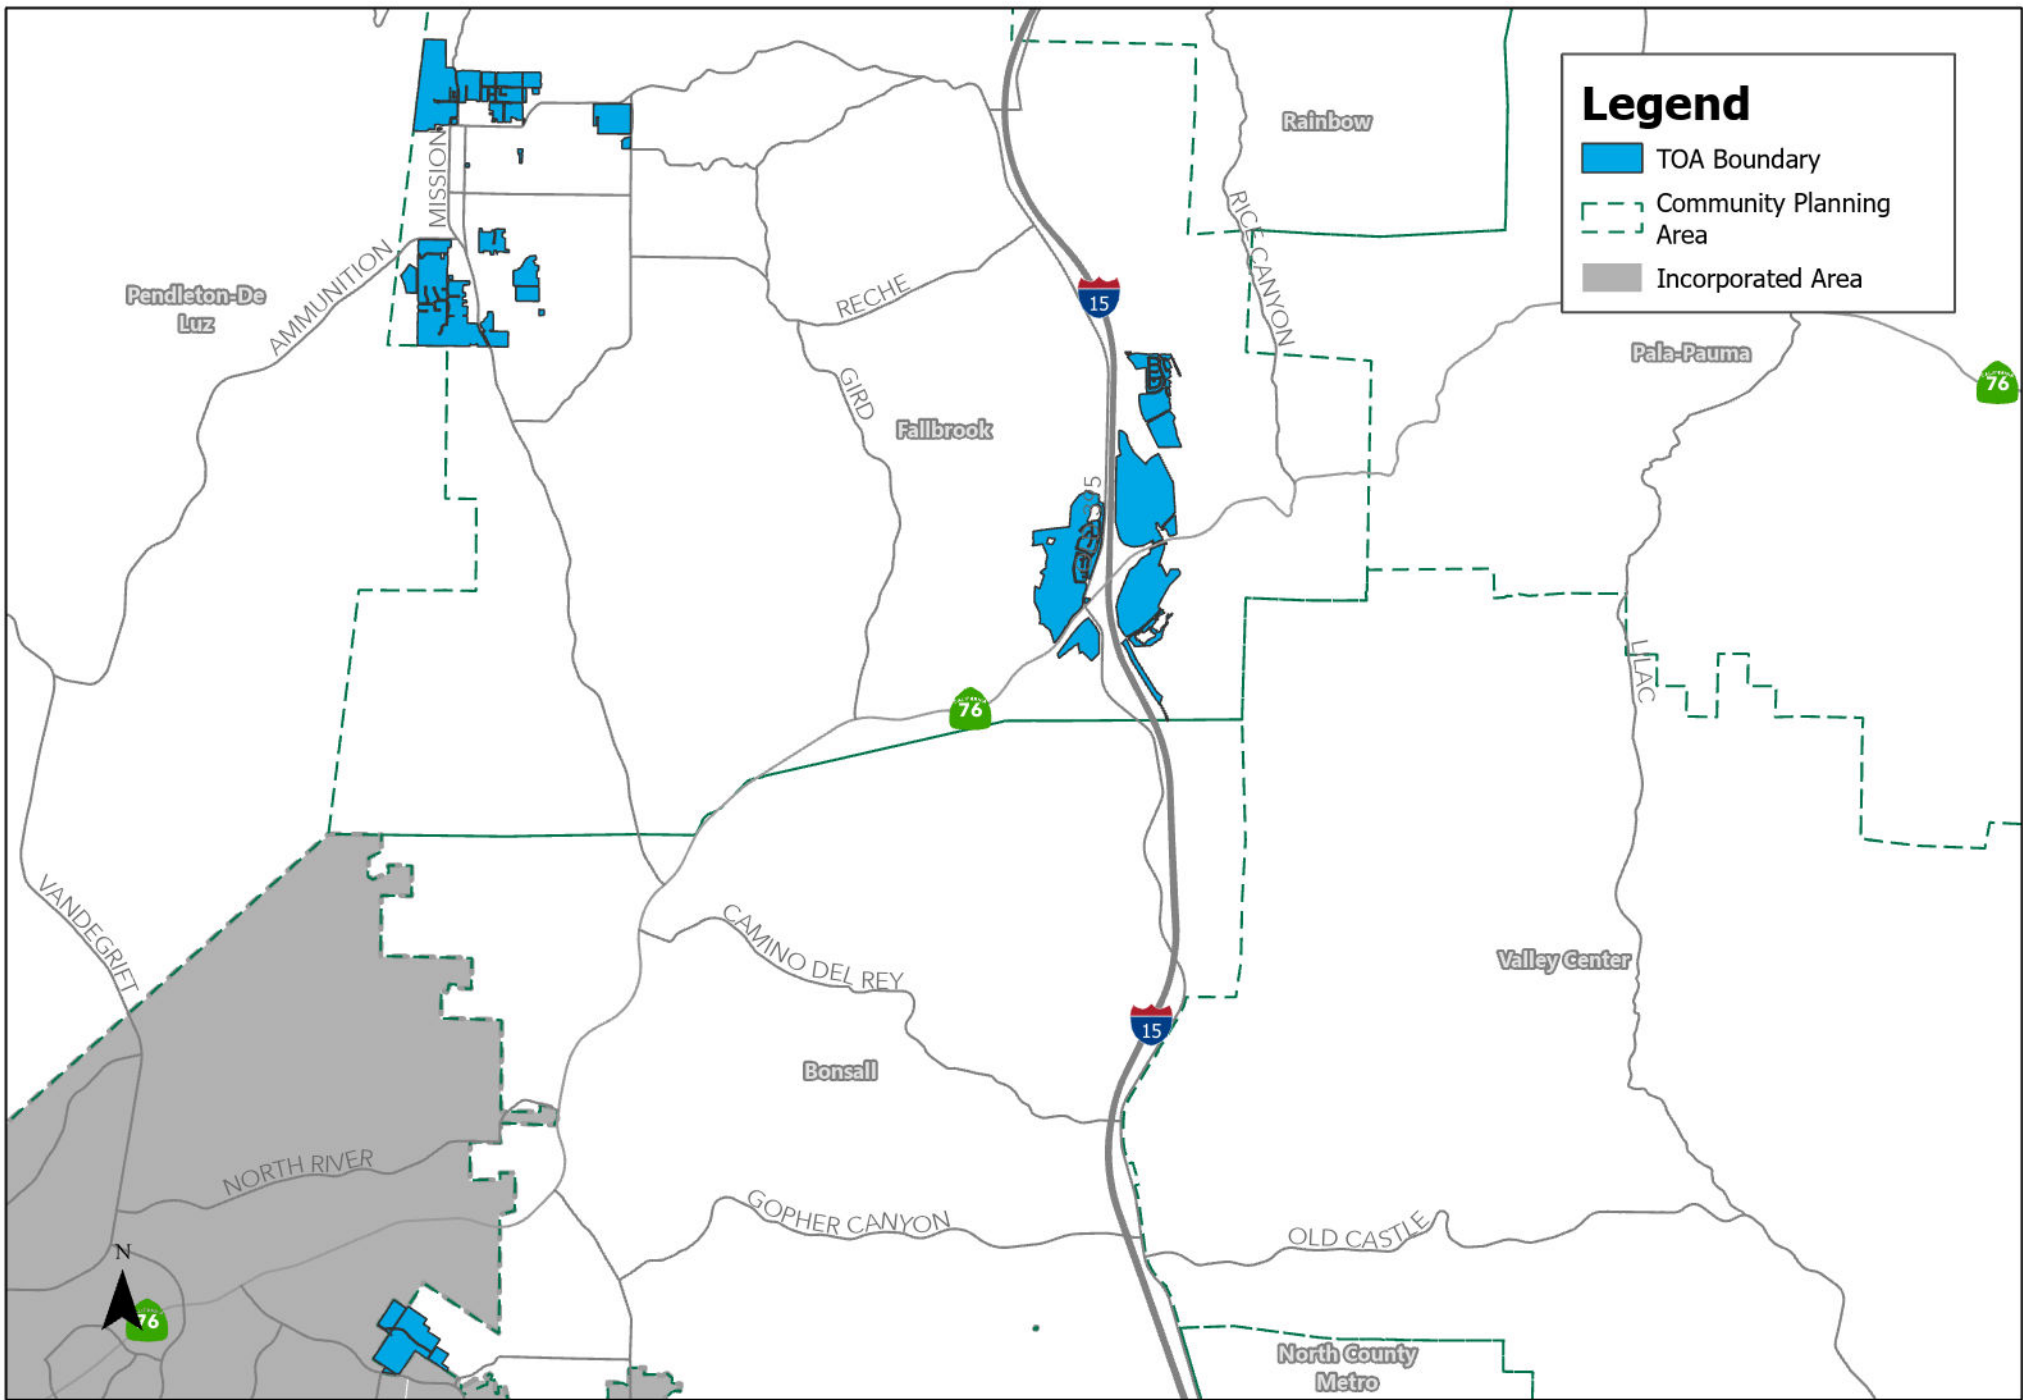 Legend
TOA Boundary
Community Planning
Area
Incorporated Area
Rainbow
MISSION
RICE CANYON
AMMUNITION
Pendleton-De
Luz
RECHE
15
Pala-Pauma
76
GIRD
Fallbrook
395
LILAC
76
VANDEGRIFT
CAMINO DEL REY
Valley Center
15
Bonsall
NORTH RIVER
GOPHER CANYON
OLD CASTLE
N
76
North County
Metro